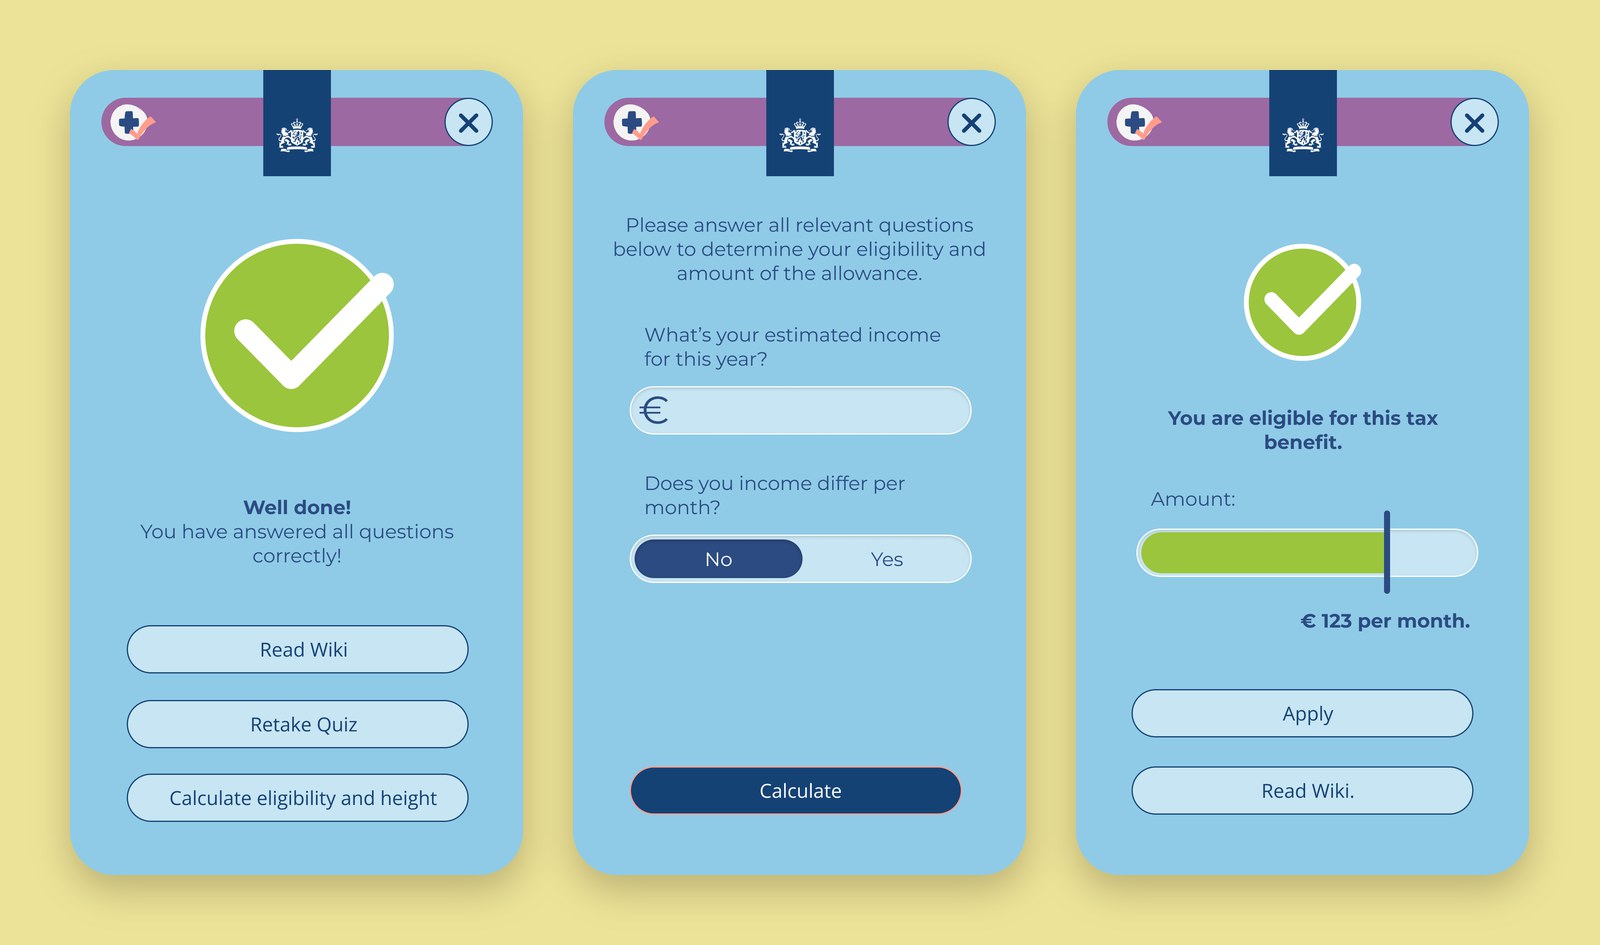 Well done!
You have answered all questions
correctly!
Read Wiki
Retake Quiz
Calculate eligibility and height
Please answer all relevant questions
below to determine your eligibility and
amount of the allowance.
What's your estimated income
for this year?
€
Does you income differ per
month?
No Yes
Calculate
You are eligible for this tax
benefit.
Amount:
€ 123 per month.
Apply
Read Wiki.